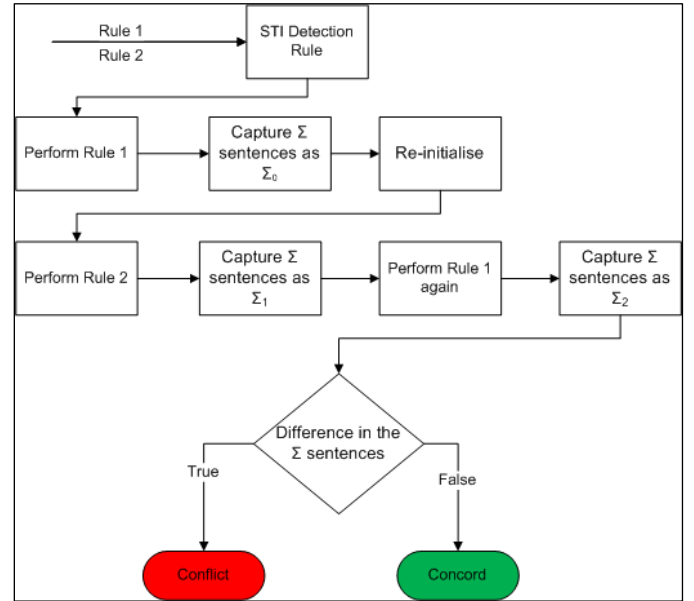 Rule 1
Rule 2
STI Detection
Rule
Perform Rule 1
Capture Σ
sentences as
Σ₀
Re-initialise
Perform Rule 2
Capture Σ
sentences as
Σ₁
Perform Rule 1
again
Capture Σ
sentences as
Σ₂
Difference in the
Σ sentences
True
False
Conflict
Concord